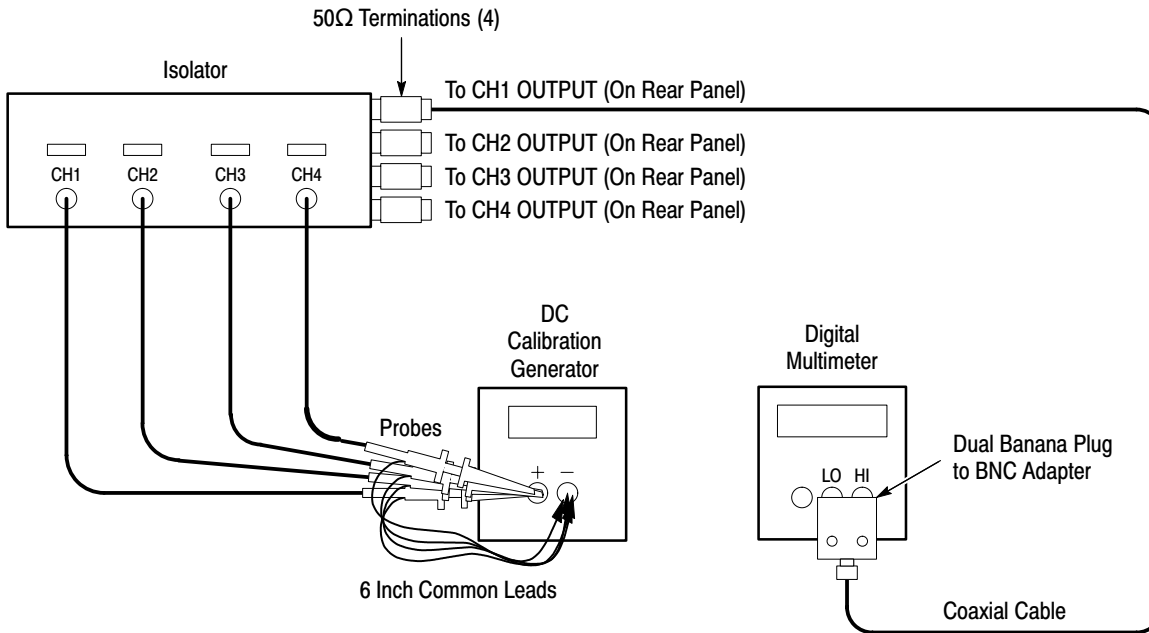 50Ω Terminations (4)
Isolator
To CH1 OUTPUT (On Rear Panel)
To CH2 OUTPUT (On Rear Panel)
To CH3 OUTPUT (On Rear Panel)
To CH4 OUTPUT (On Rear Panel)
CH1
CH2
CH3
CH4
DC
Calibration
Generator
Digital
Multimeter
Probes
+
−
LO
HI
Dual Banana Plug
to BNC Adapter
6 Inch Common Leads
Coaxial Cable